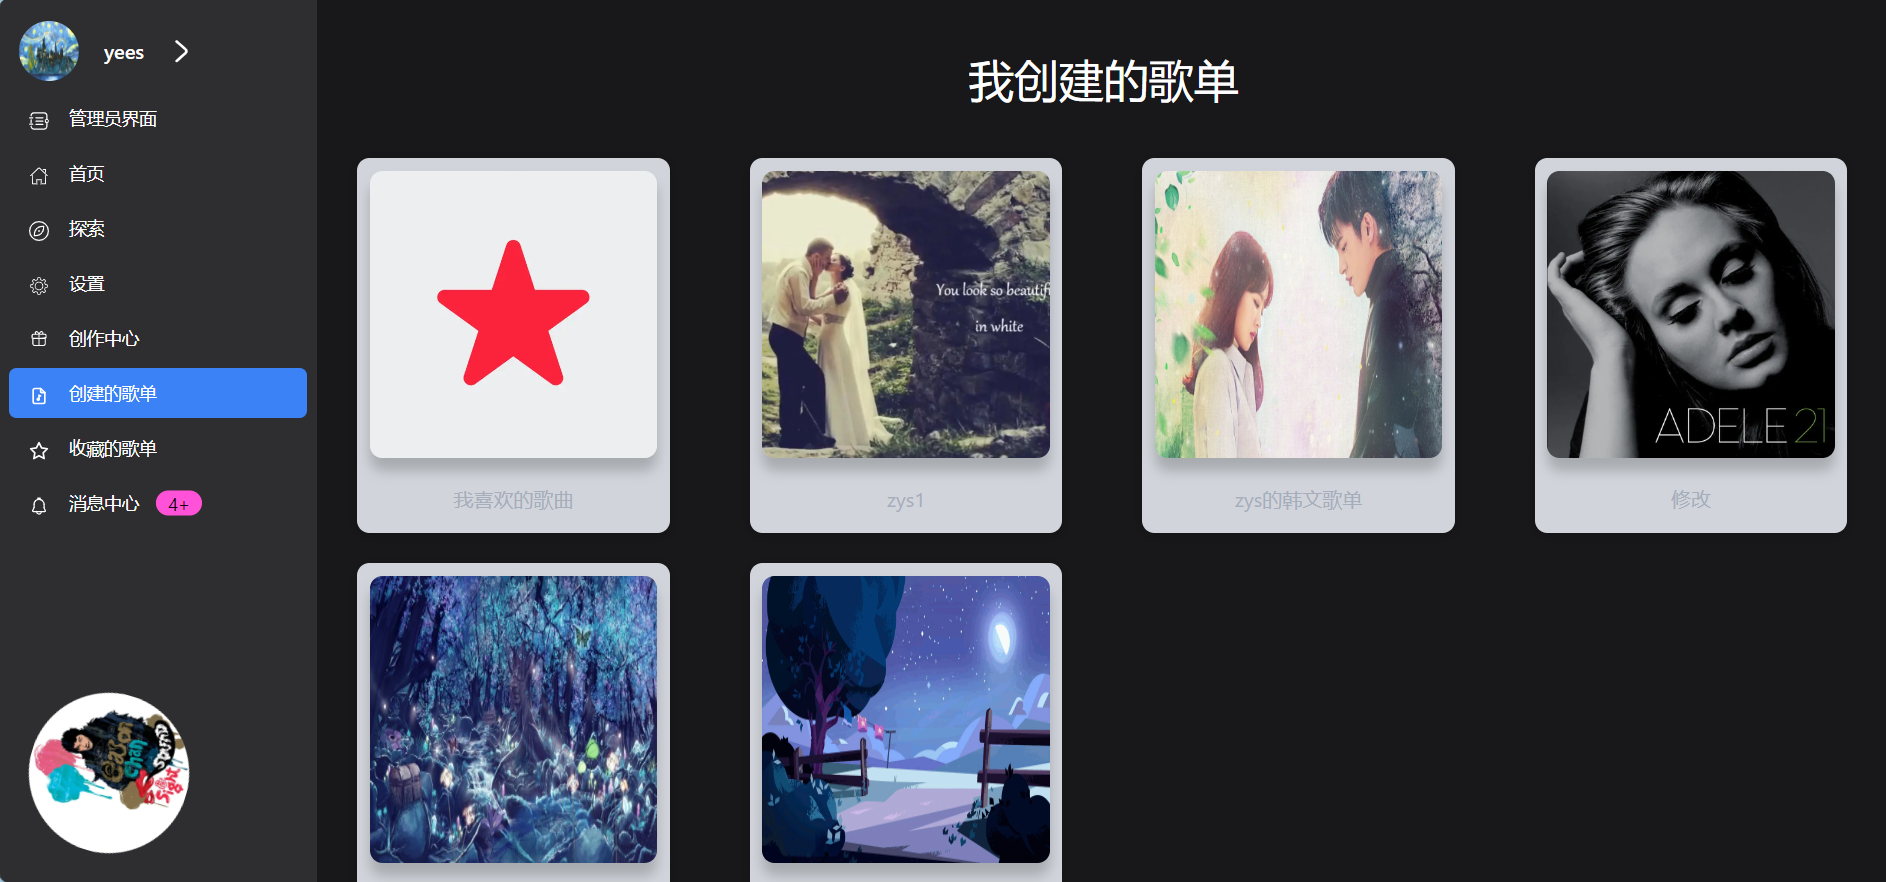 yees
管理员界面
首页
探索
设置
创作中心
创建的歌单
收藏的歌单
消息中心 4+
我创建的歌单
You look so beautif
in white
ADELE 21
我喜欢的歌曲
zys1
zys的韩文歌单
修改